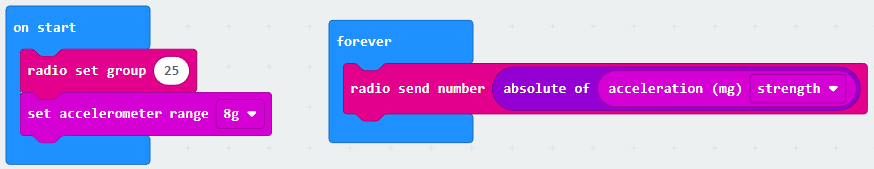 on start
radio set group 25
set accelerometer range 8g
forever
radio send number absolute of acceleration (mg) strength